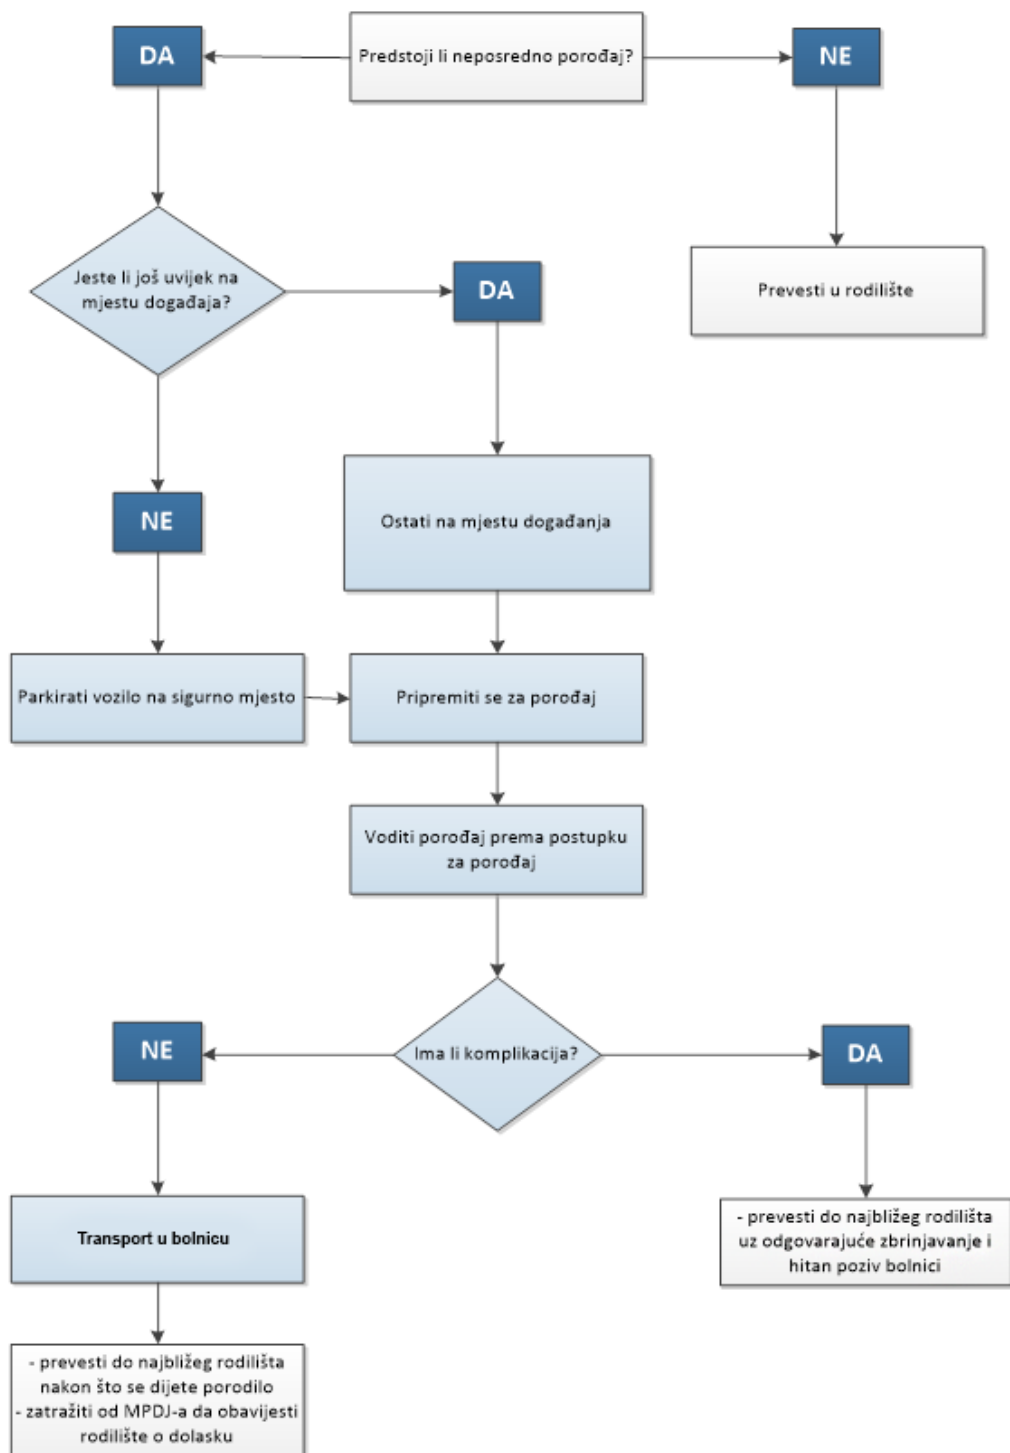 DA
Predstoji li neposredno porođaj?
NE
Jeste li još uvijek na
mjestu događaja?
DA
Prevesti u rodilište
NE
Ostati na mjestu događanja
Parkirati vozilo na sigurno mjesto
Pripremiti se za porođaj
Voditi porođaj prema postupku
za porođaj
NE
Ima li komplikacija?
DA
Transport u bolnicu
- prevesti do najbližeg rodilišta
uz odgovarajuće zbrinjavanje i
hitan poziv bolnici
- prevesti do najbližeg rodilišta
nakon što se dijete porodilo
- zatražiti od MPDJ-a da obavijesti
rodilište o dolasku